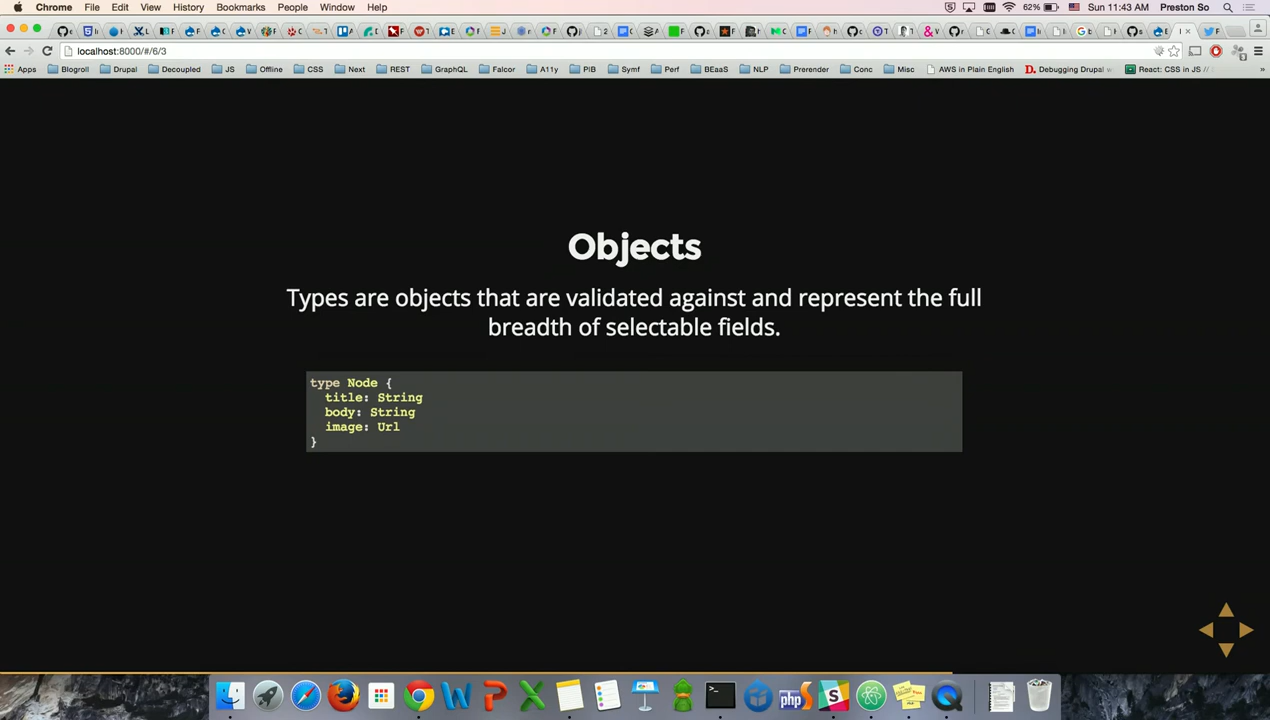 Chrome File Edit View History Bookmarks People Window Help 62% Sun 11:43 AM Preston So
localhost:8000/#/6/3
Apps Blogroll Drupal Decoupled JS Offline CSS Next REST GraphQL Falcor A11y PIB Symf Perf BEaaS NLP Prerender Conc Misc AWS in Plain English Debugging Drupal w React: CSS in JS // »
Objects
Types are objects that are validated against and represent the full
breadth of selectable fields.
type Node {
title: String
body: String
image: Url
}